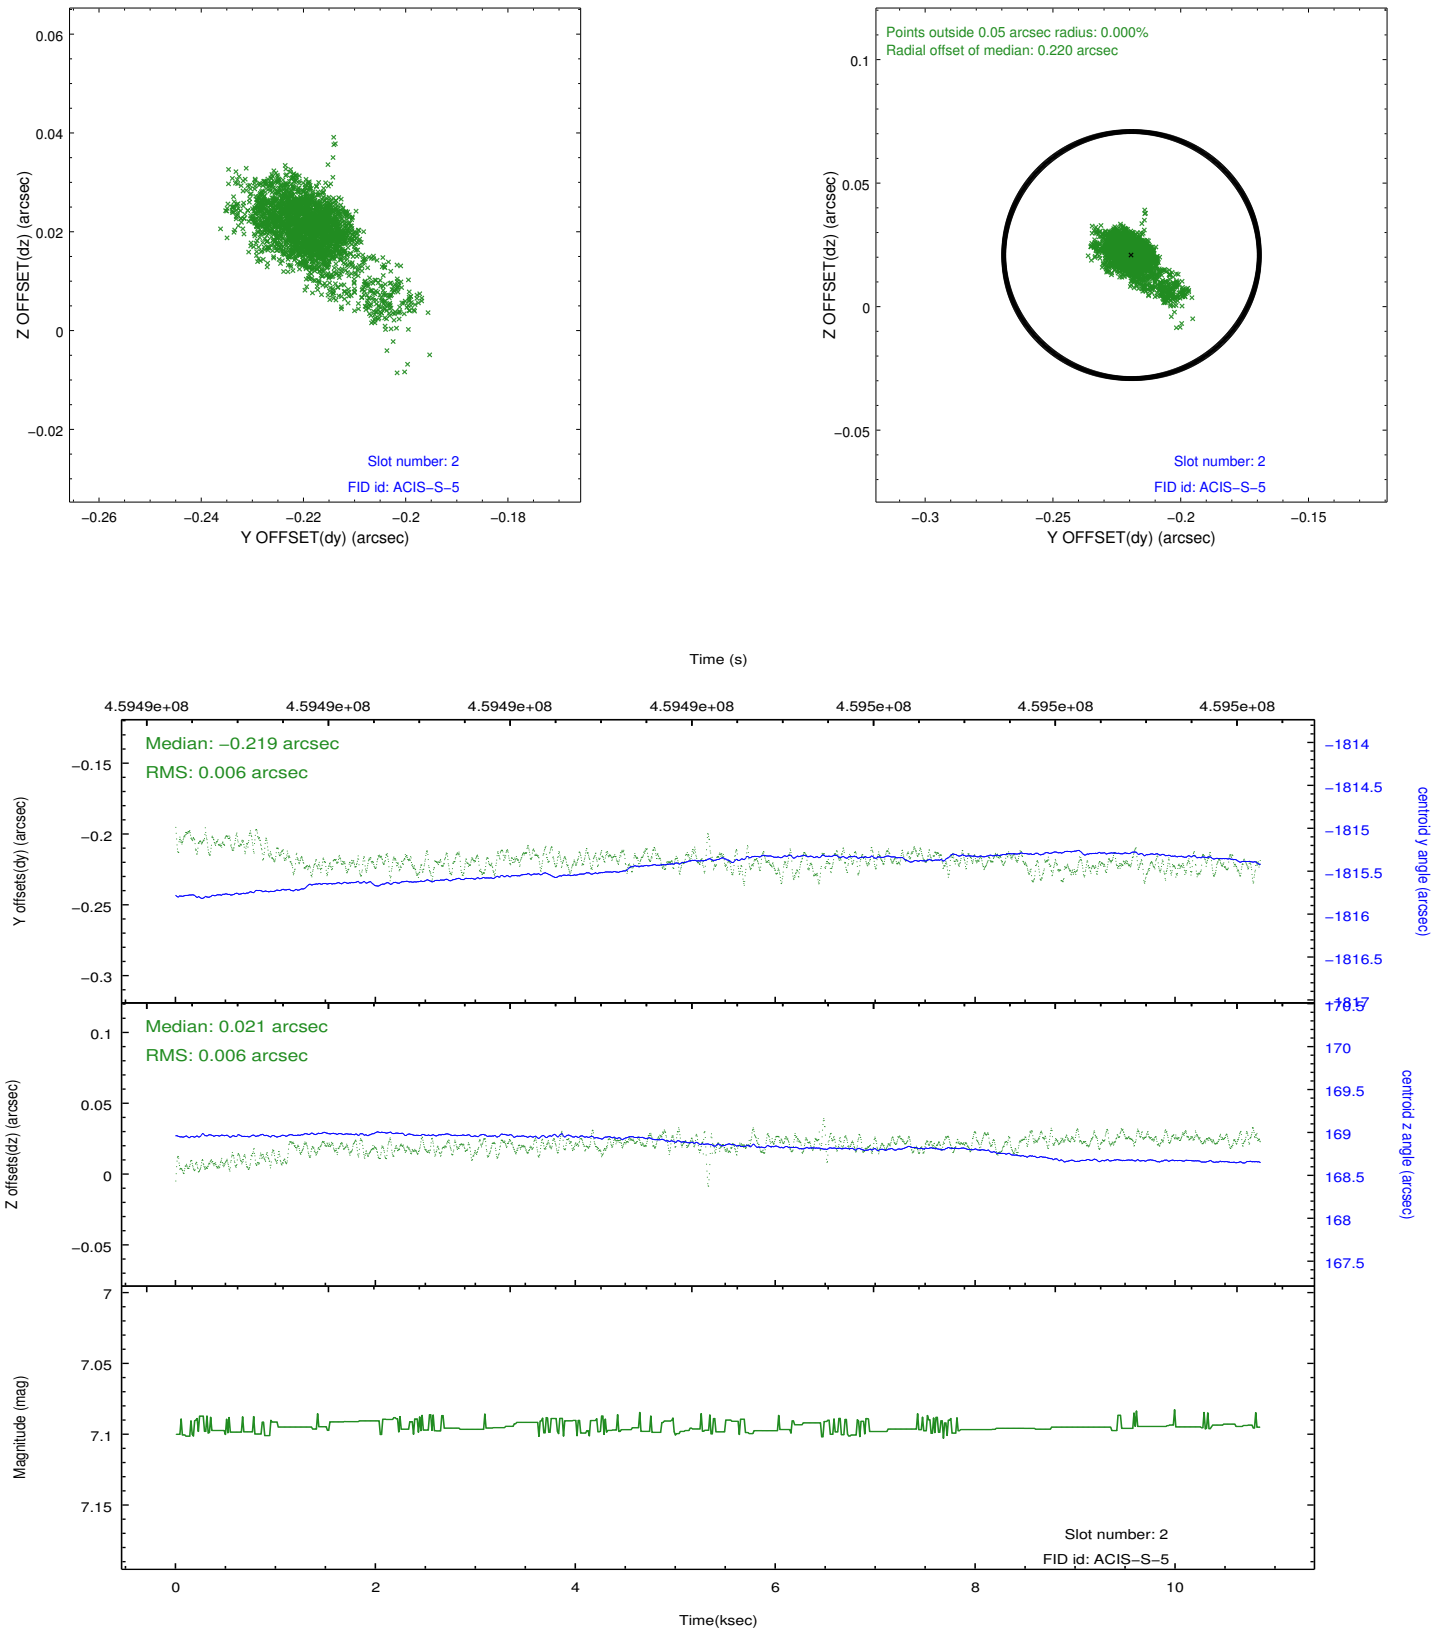 0.06
0.04
0.02
0
−0.02
Z OFFSET(dz) (arcsec)
Slot number: 2
FID id: ACIS−S−5
−0.26
−0.24
−0.22
−0.2
−0.18
Y OFFSET(dy) (arcsec)
Points outside 0.05 arcsec radius: 0.000%
Radial offset of median: 0.220 arcsec
0.1
0.05
0
−0.05
Z OFFSET(dz) (arcsec)
Slot number: 2
FID id: ACIS−S−5
−0.3
−0.25
−0.2
−0.15
Y OFFSET(dy) (arcsec)
Time (s)
4.5949e+08 4.5949e+08 4.5949e+08 4.5949e+08 4.595e+08 4.595e+08 4.595e+08
Median: −0.219 arcsec
RMS: 0.006 arcsec
−0.15
−0.2
−0.25
−0.3
Y offsets(dy) (arcsec)
−1814
−1814.5
−1815
−1815.5
−1816
−1816.5
−1817
centroid y angle (arcsec)
Median: 0.021 arcsec
RMS: 0.006 arcsec
0.1
0.05
0
−0.05
Z offsets(dz) (arcsec)
170.5
170
169.5
169
168.5
168
167.5
centroid z angle (arcsec)
7
7.05
7.1
7.15
Magnitude (mag)
Slot number: 2
FID id: ACIS−S−5
0 2 4 6 8 10
Time(ksec)